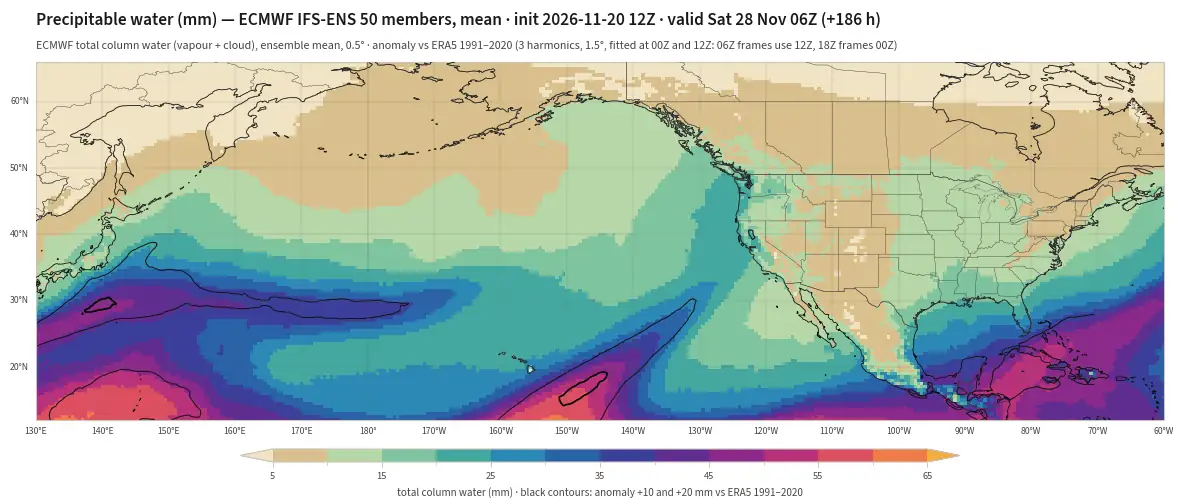 Precipitable water (mm) — ECMWF IFS-ENS 50 members, mean · init 2026-11-20 12Z · valid Sat 28 Nov 06Z (+186 h)
ECMWF total column water (vapour + cloud), ensemble mean, 0.5° · anomaly vs ERA5 1991–2020 (3 harmonics, 1.5°, fitted at 00Z and 12Z: 06Z frames use 12Z, 18Z frames 00Z)
60°N
50°N
40°N
30°N
20°N
130°E 140°E 150°E 160°E 170°E 180° 170°W 160°W 150°W 140°W 130°W 120°W 110°W 100°W 90°W 80°W 70°W 60°W
5 15 25 35 45 55 65
total column water (mm) · black contours: anomaly +10 and +20 mm vs ERA5 1991–2020